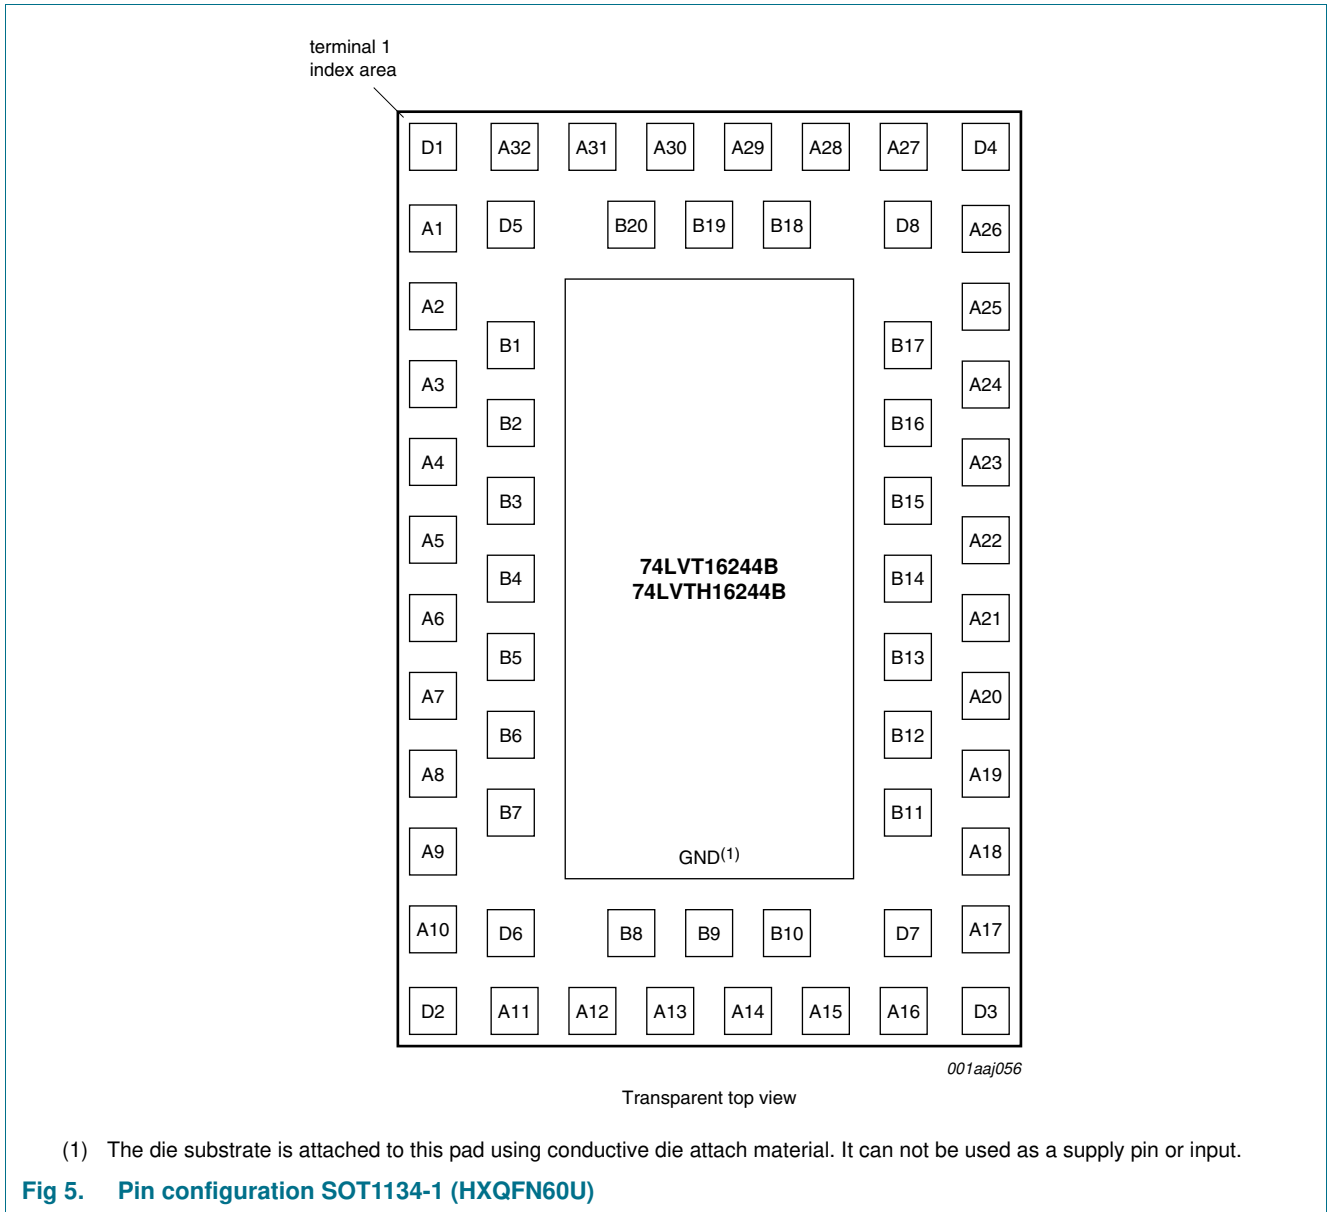 terminal 1
index area
D1 A32 A31 A30 A29 A28 A27 D4
A1 D5 B20 B19 B18 D8 A26
A2 A25
B1 B17
A3 A24
B2 B16
A4 A23
B3 B15
A5 A22
74LVT16244B
B4 B14
74LVTH16244B
A6 A21
B5 B13
A7 A20
B6 B12
A8 A19
B7 B11
A9 GND(1) A18
A10 D6 B8 B9 B10 D7 A17
D2 A11 A12 A13 A14 A15 A16 D3
001aaj056
Transparent top view
(1) The die substrate is attached to this pad using conductive die attach material. It can not be used as a supply pin or input.
Fig 5. Pin configuration SOT1134-1 (HXQFN60U)